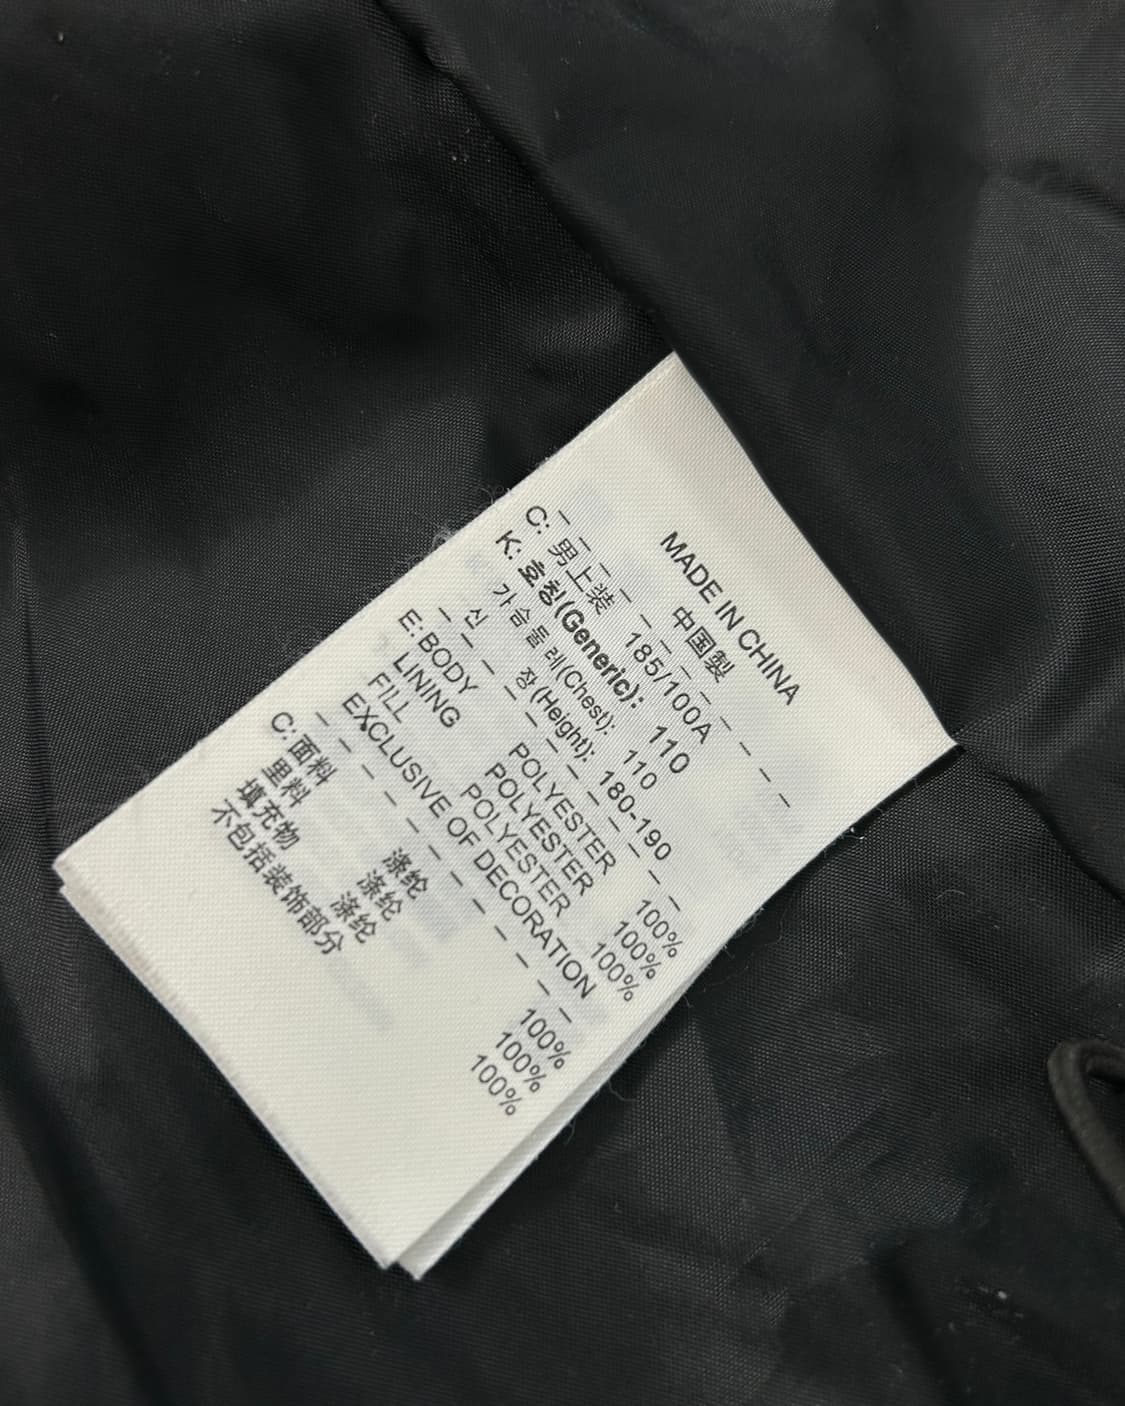 MADE IN CHINA
中国製
C: 男上装 185/100A
K: 호칭(Generic): 110
가슴둘레(Chest): 110
신 장(Height): 180-190
E: BODY POLYESTER 100%
LINING POLYESTER 100%
FILL POLYESTER 100%
EXCLUSIVE OF DECORATION
C: 面料 涤纶 100%
里料 涤纶 100%
填充物 涤纶 100%
不包括装饰部分